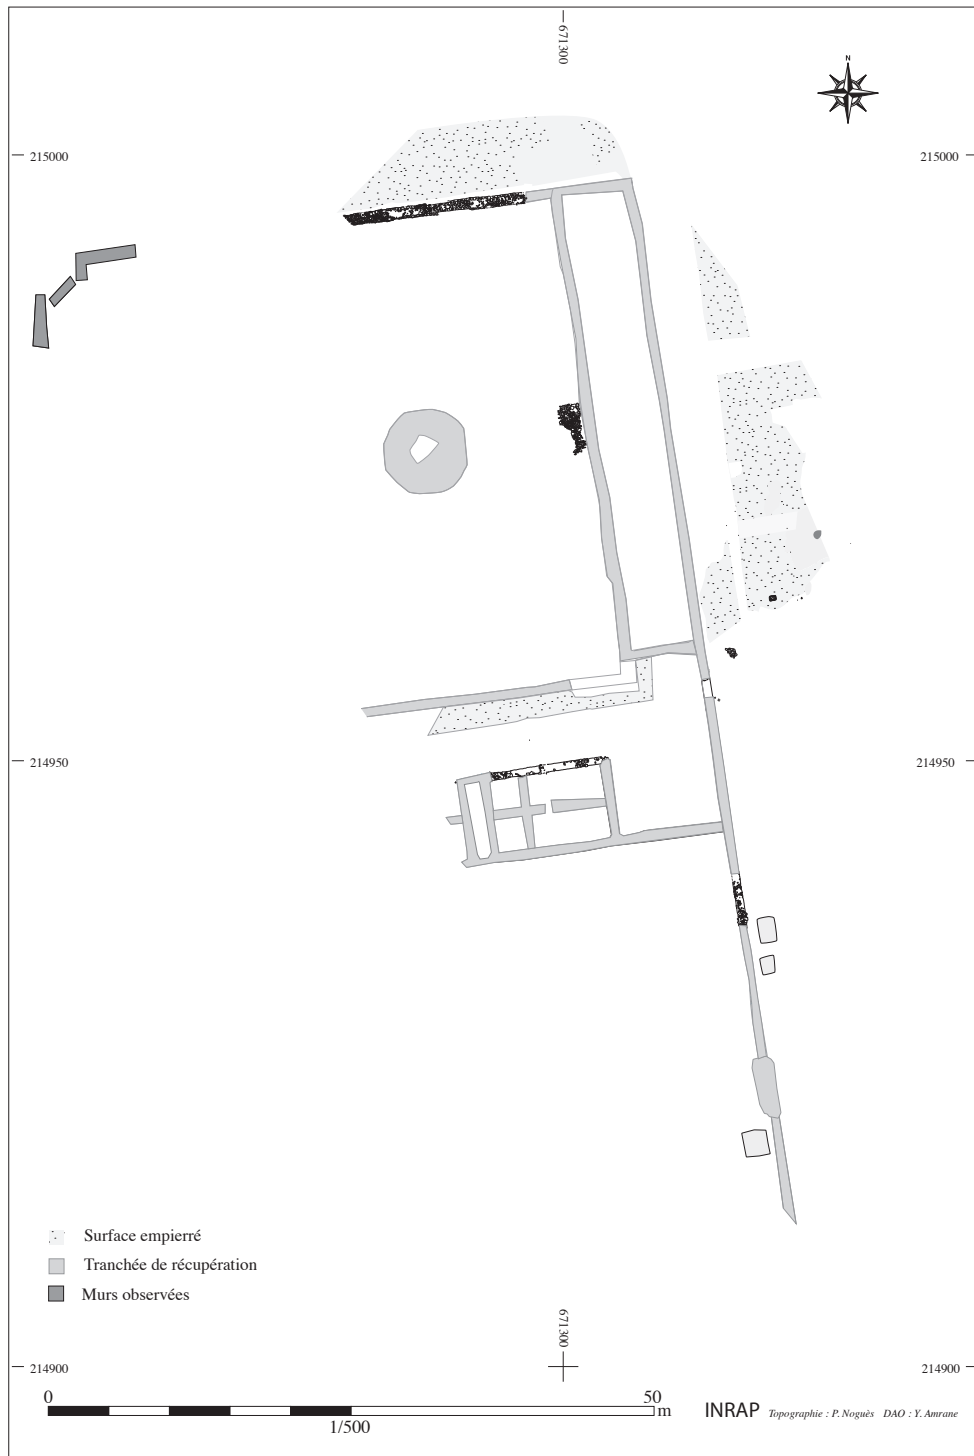 671300
N
215000 215000
214950 214950
Surface empierré
Tranchée de récupération
Murs observées
671300
214900 214900
0 50 m
1/500
INRAP Topographie : P. Noguès DAO : Y. Amrane